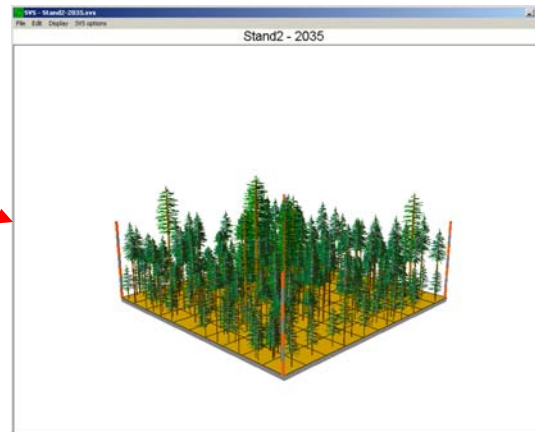 SVS - Stand2-2035.svs
File Edit Display SVS options
Stand2 - 2035